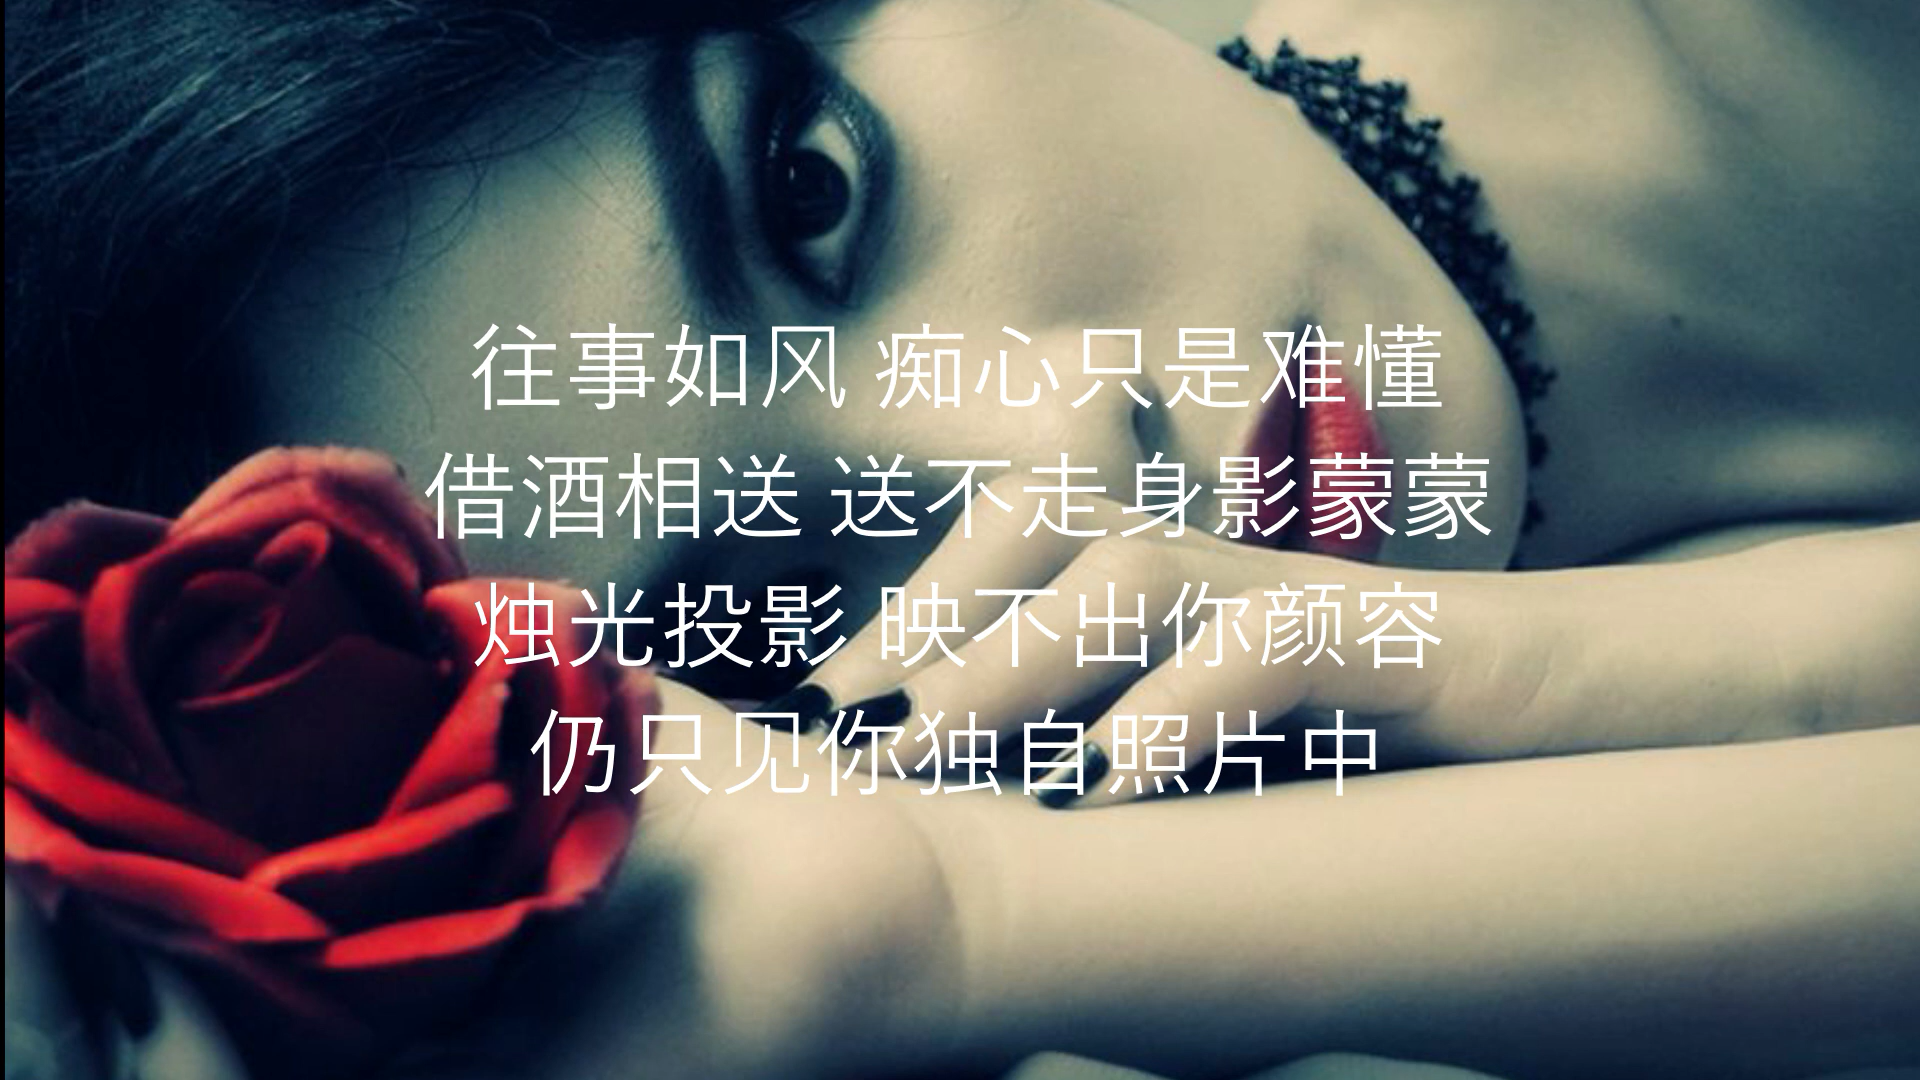 往事如风 痴心只是难懂
借酒相送 送不走身影蒙蒙
烛光投影 映不出你颜容
仍只见你独自照片中